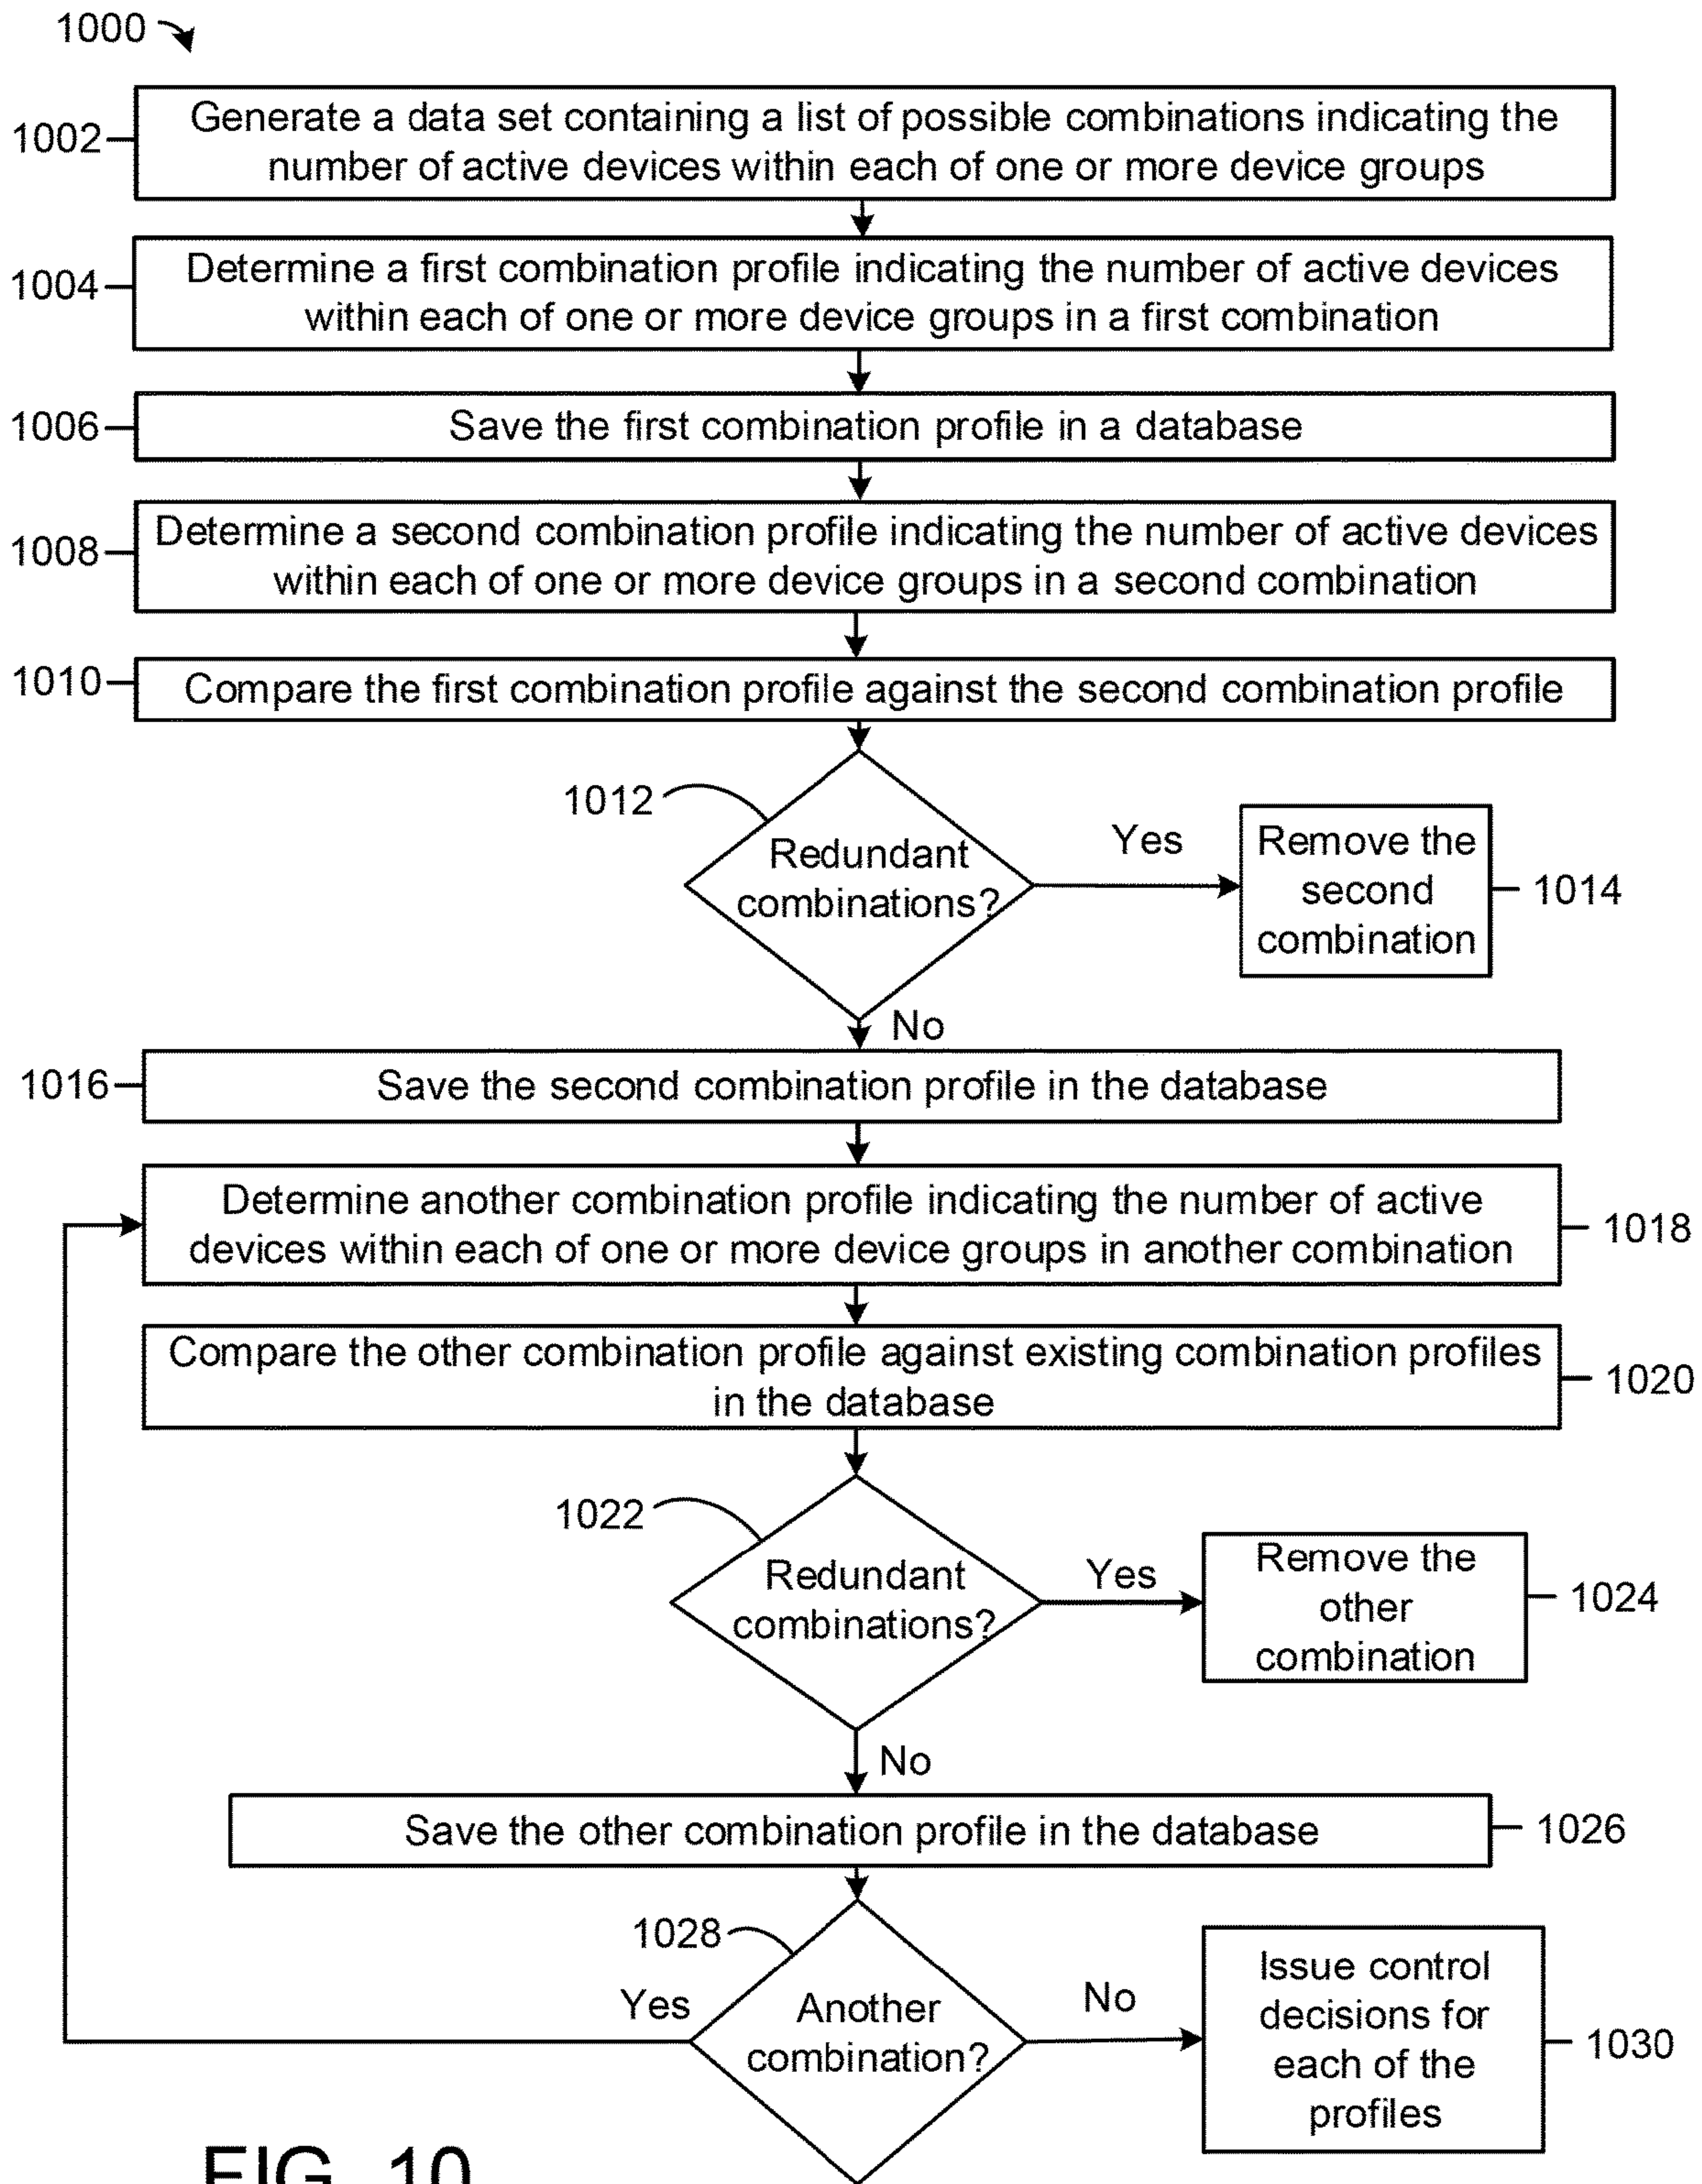 1000
1002
Generate a data set containing a list of possible combinations indicating the
number of active devices within each of one or more device groups
1004
Determine a first combination profile indicating the number of active devices
within each of one or more device groups in a first combination
1006
Save the first combination profile in a database
1008
Determine a second combination profile indicating the number of active devices
within each of one or more device groups in a second combination
1010
Compare the first combination profile against the second combination profile
1012
Redundant
combinations?
Yes
Remove the
second
combination
1014
No
1016
Save the second combination profile in the database
Determine another combination profile indicating the number of active
devices within each of one or more device groups in another combination
1018
Compare the other combination profile against existing combination profiles
in the database
1020
1022
Redundant
combinations?
Yes
Remove the
other
combination
1024
No
Save the other combination profile in the database
1026
1028
Yes
Another
combination?
No
Issue control
decisions for
each of the
profiles
1030
FIG. 10